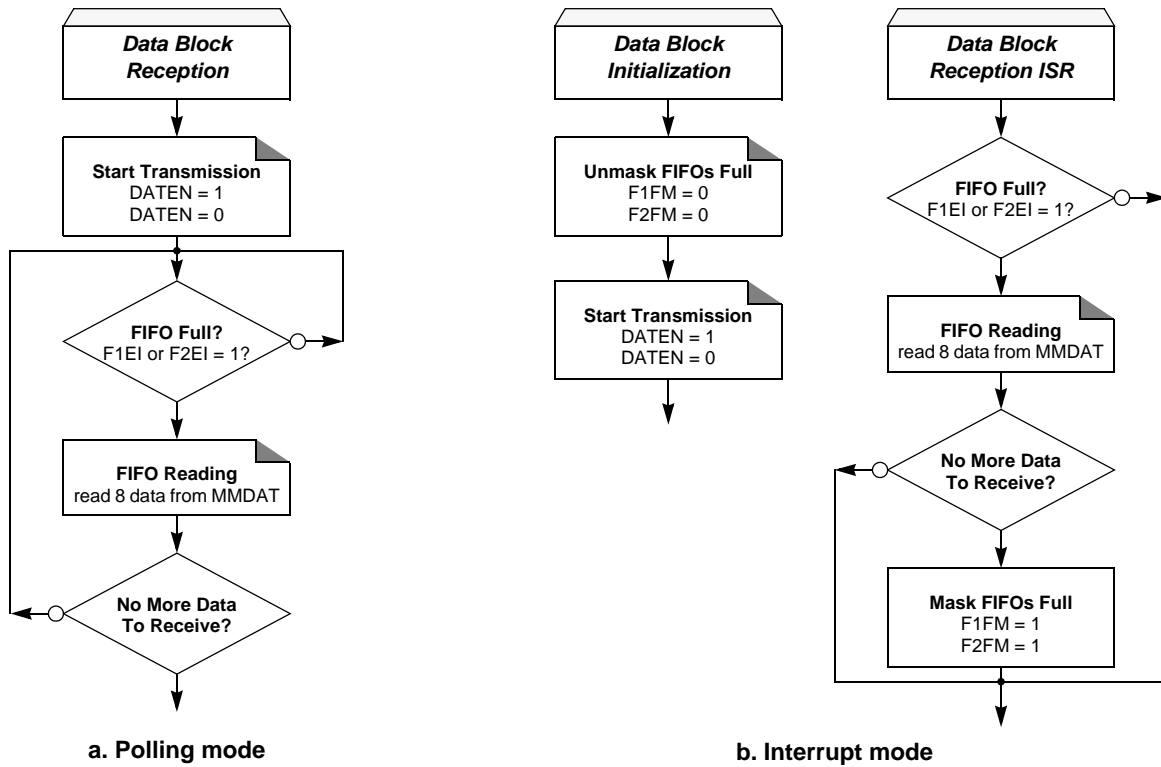 Data Block
Reception
Start Transmission
DATEN = 1
DATEN = 0
FIFO Full?
F1EI or F2EI = 1?
FIFO Reading
read 8 data from MMDAT
No More Data
To Receive?
a. Polling mode
Data Block
Initialization
Unmask FIFOs Full
F1FM = 0
F2FM = 0
Start Transmission
DATEN = 1
DATEN = 0
Data Block
Reception ISR
FIFO Full?
F1EI or F2EI = 1?
FIFO Reading
read 8 data from MMDAT
No More Data
To Receive?
Mask FIFOs Full
F1FM = 1
F2FM = 1
b. Interrupt mode